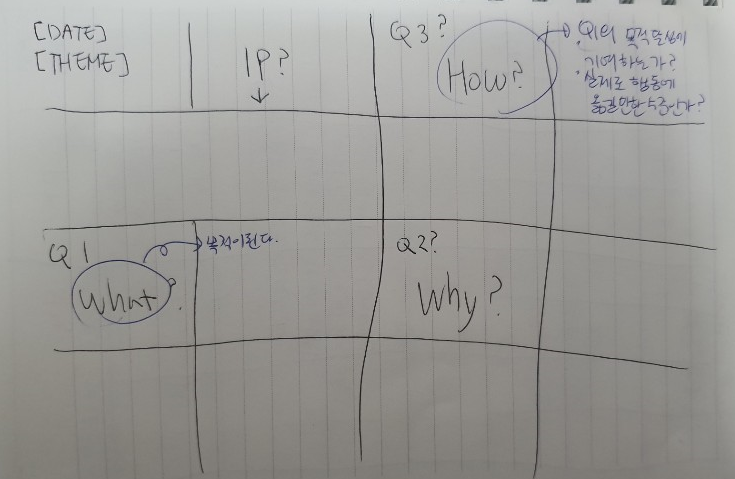 [DATE]
[THEME]
1P?
↓
Q3?
How?
· Q1의 목적 달성에
기여하는가?
· 실제로 행동에
옮길만한 수준인가?
Q1
What?
목적이 된다.
Q2?
Why?